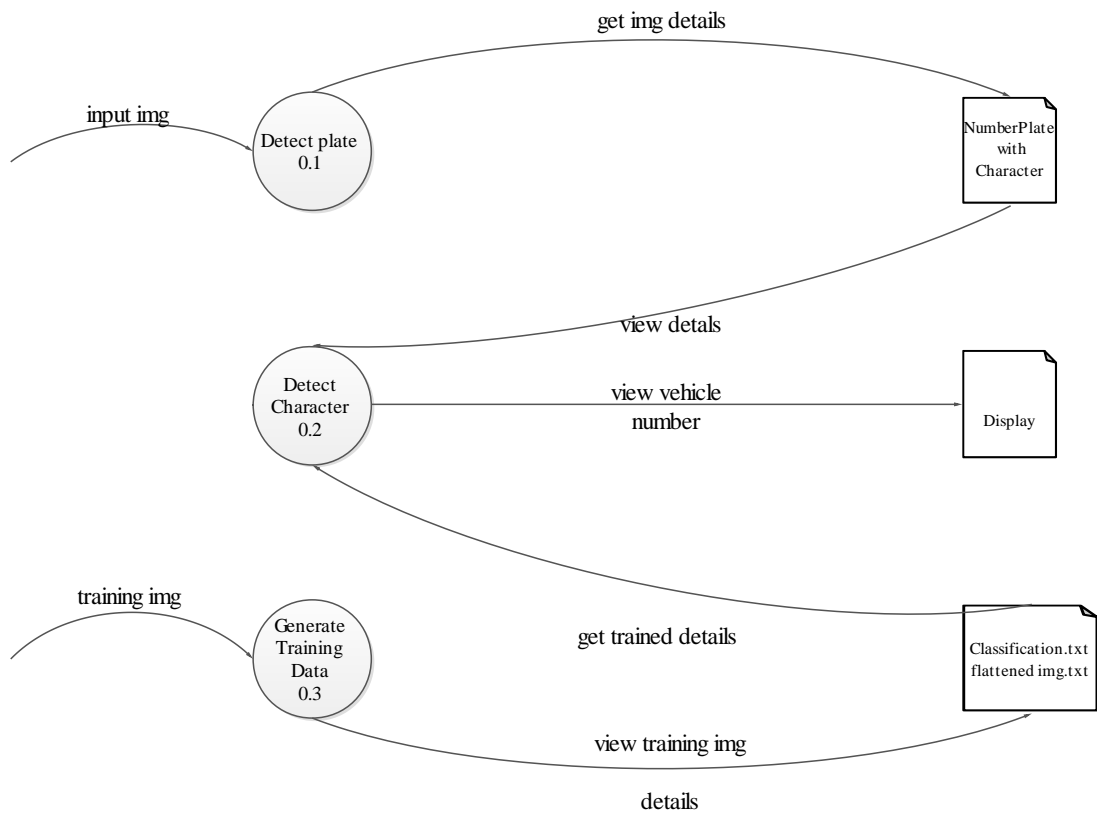 get img details
input img
Detect plate
0.1
NumberPlate
with
Character
view detals
Detect
Character
0.2
view vehicle
number
Display
training img
Generate
Training
Data
0.3
get trained details
Classification.txt
flattened img.txt
view training img
details